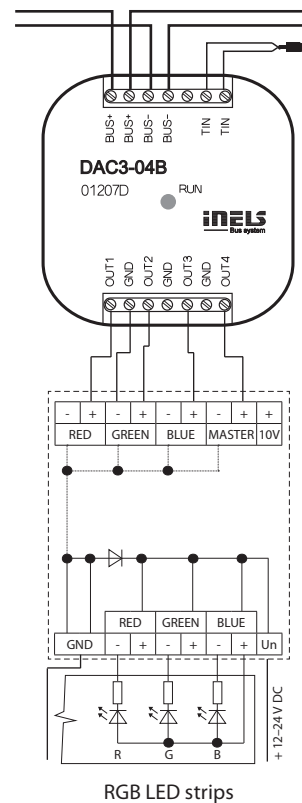 BUS+ BUS+ BUS- BUS- TIN TIN
DAC3-04B
01207D RUN
iNELS
Bus system
OUT1 GND OUT2 GND OUT3 GND OUT4
- + - + - + - + +
RED GREEN BLUE MASTER 10V
RED GREEN BLUE
GND - + - + - + Un
R G B
+ 12–24 V DC
RGB LED strips